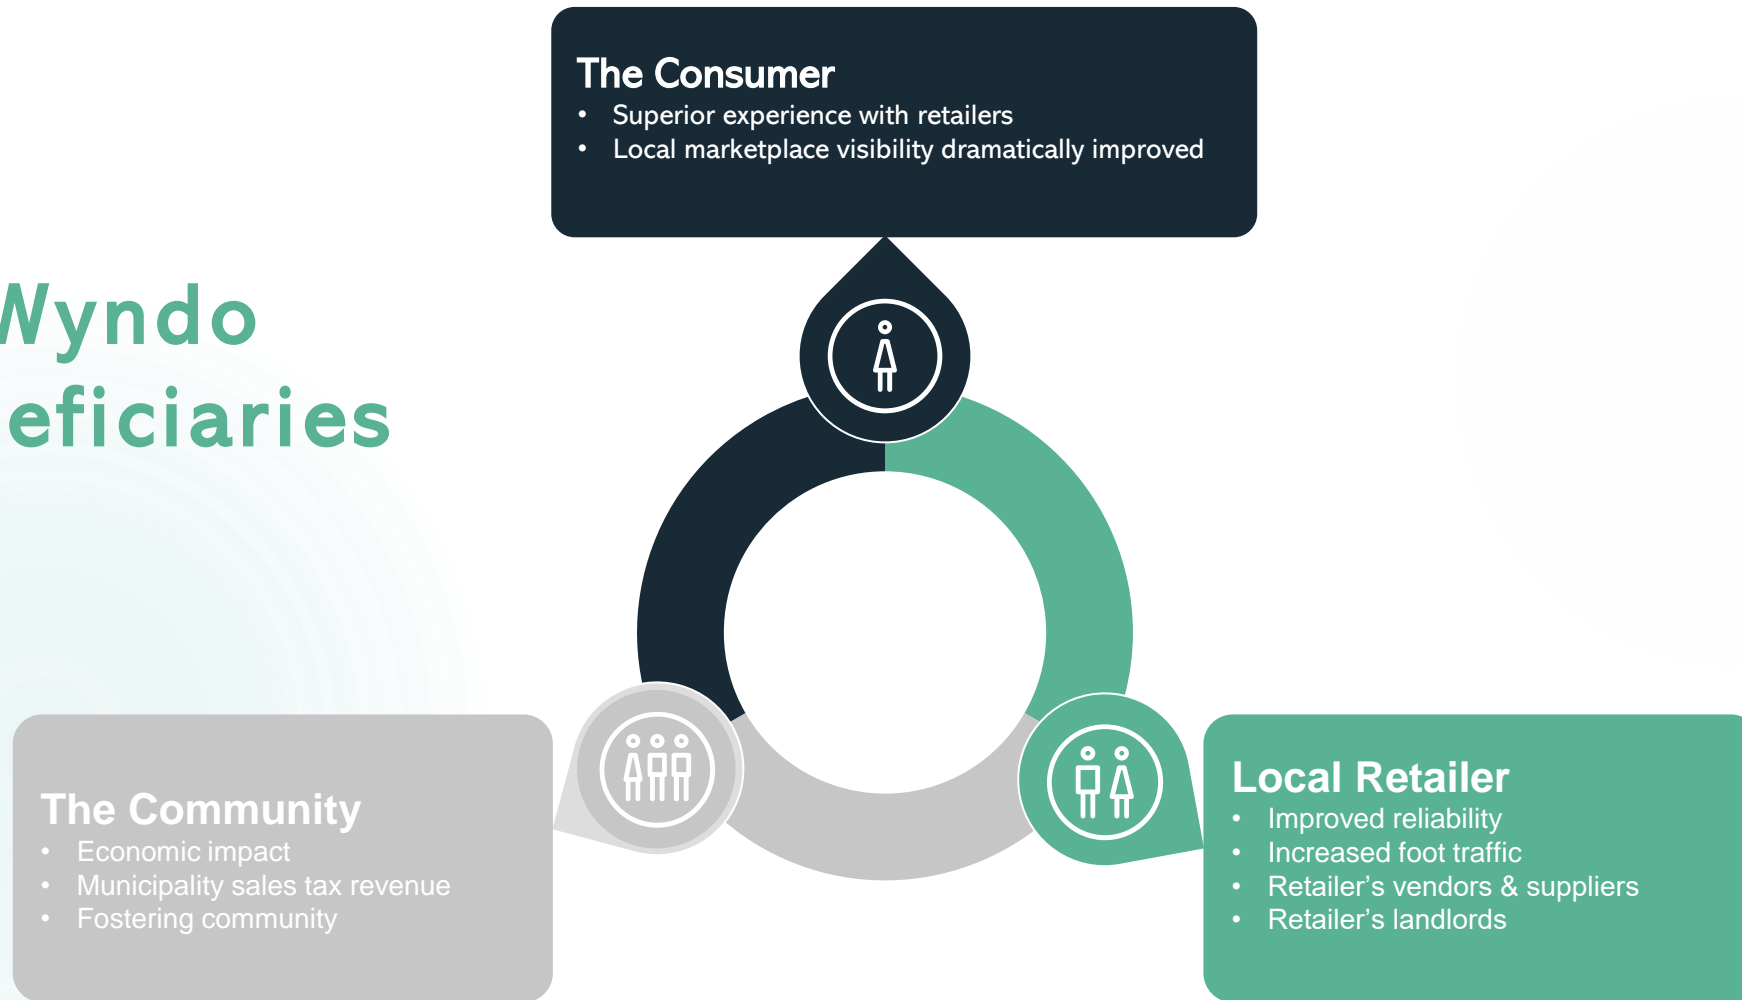 The Consumer
• Superior experience with retailers
• Local marketplace visibility dramatically improved
Wyndo
eficiaries
The Community
• Economic impact
• Municipality sales tax revenue
• Fostering community
Local Retailer
• Improved reliability
• Increased foot traffic
• Retailer’s vendors & suppliers
• Retailer’s landlords